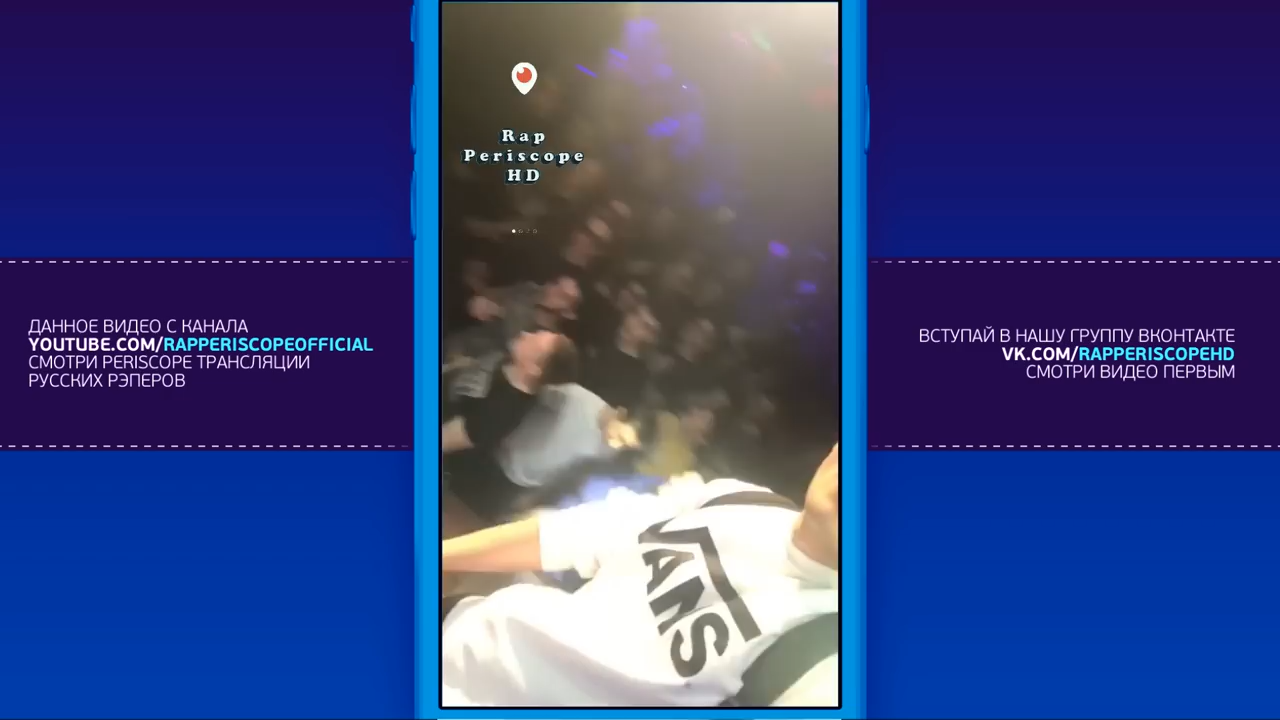 Rap
Periscope
HD
ДАННОЕ ВИДЕО С КАНАЛА
YOUTUBE.COM/RAPPERISCOPEOFFICIAL
СМОТРИ PERISCOPE ТРАНСЛЯЦИИ
РУССКИХ РЭПЕРОВ
ВСТУПАЙ В НАШУ ГРУППУ ВКОНТАКТЕ
VK.COM/RAPPERISCOPEHD
СМОТРИ ВИДЕО ПЕРВЫМ
VANS